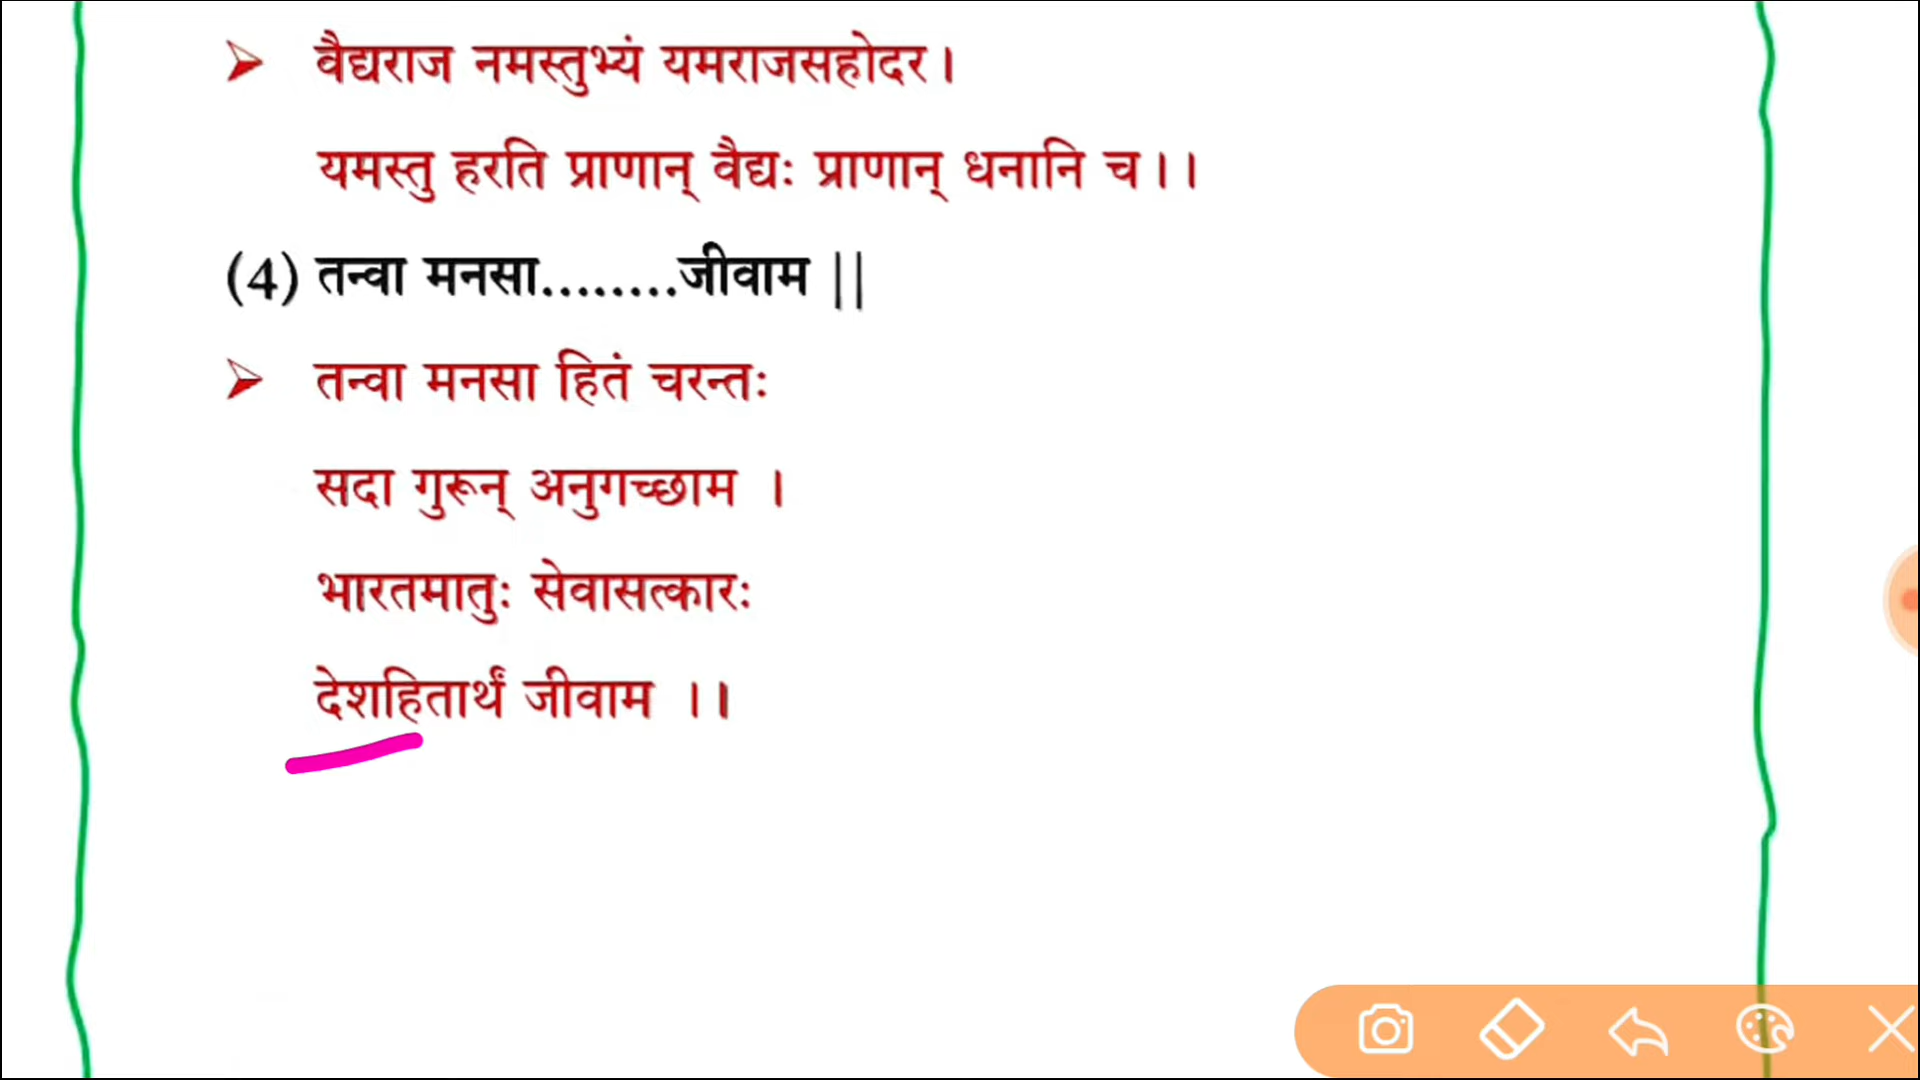 ➢ वैद्यराज नमस्तुभ्यं यमराजसहोदर।
यमस्तु हरति प्राणान् वैद्यः प्राणान् धनानि च।।
(4) तन्वा मनसा........जीवाम ||
➢ तन्वा मनसा हितं चरन्तः
सदा गुरून् अनुगच्छाम ।
भारतमातुः सेवासत्कारः
देशहितार्थं जीवाम ।।